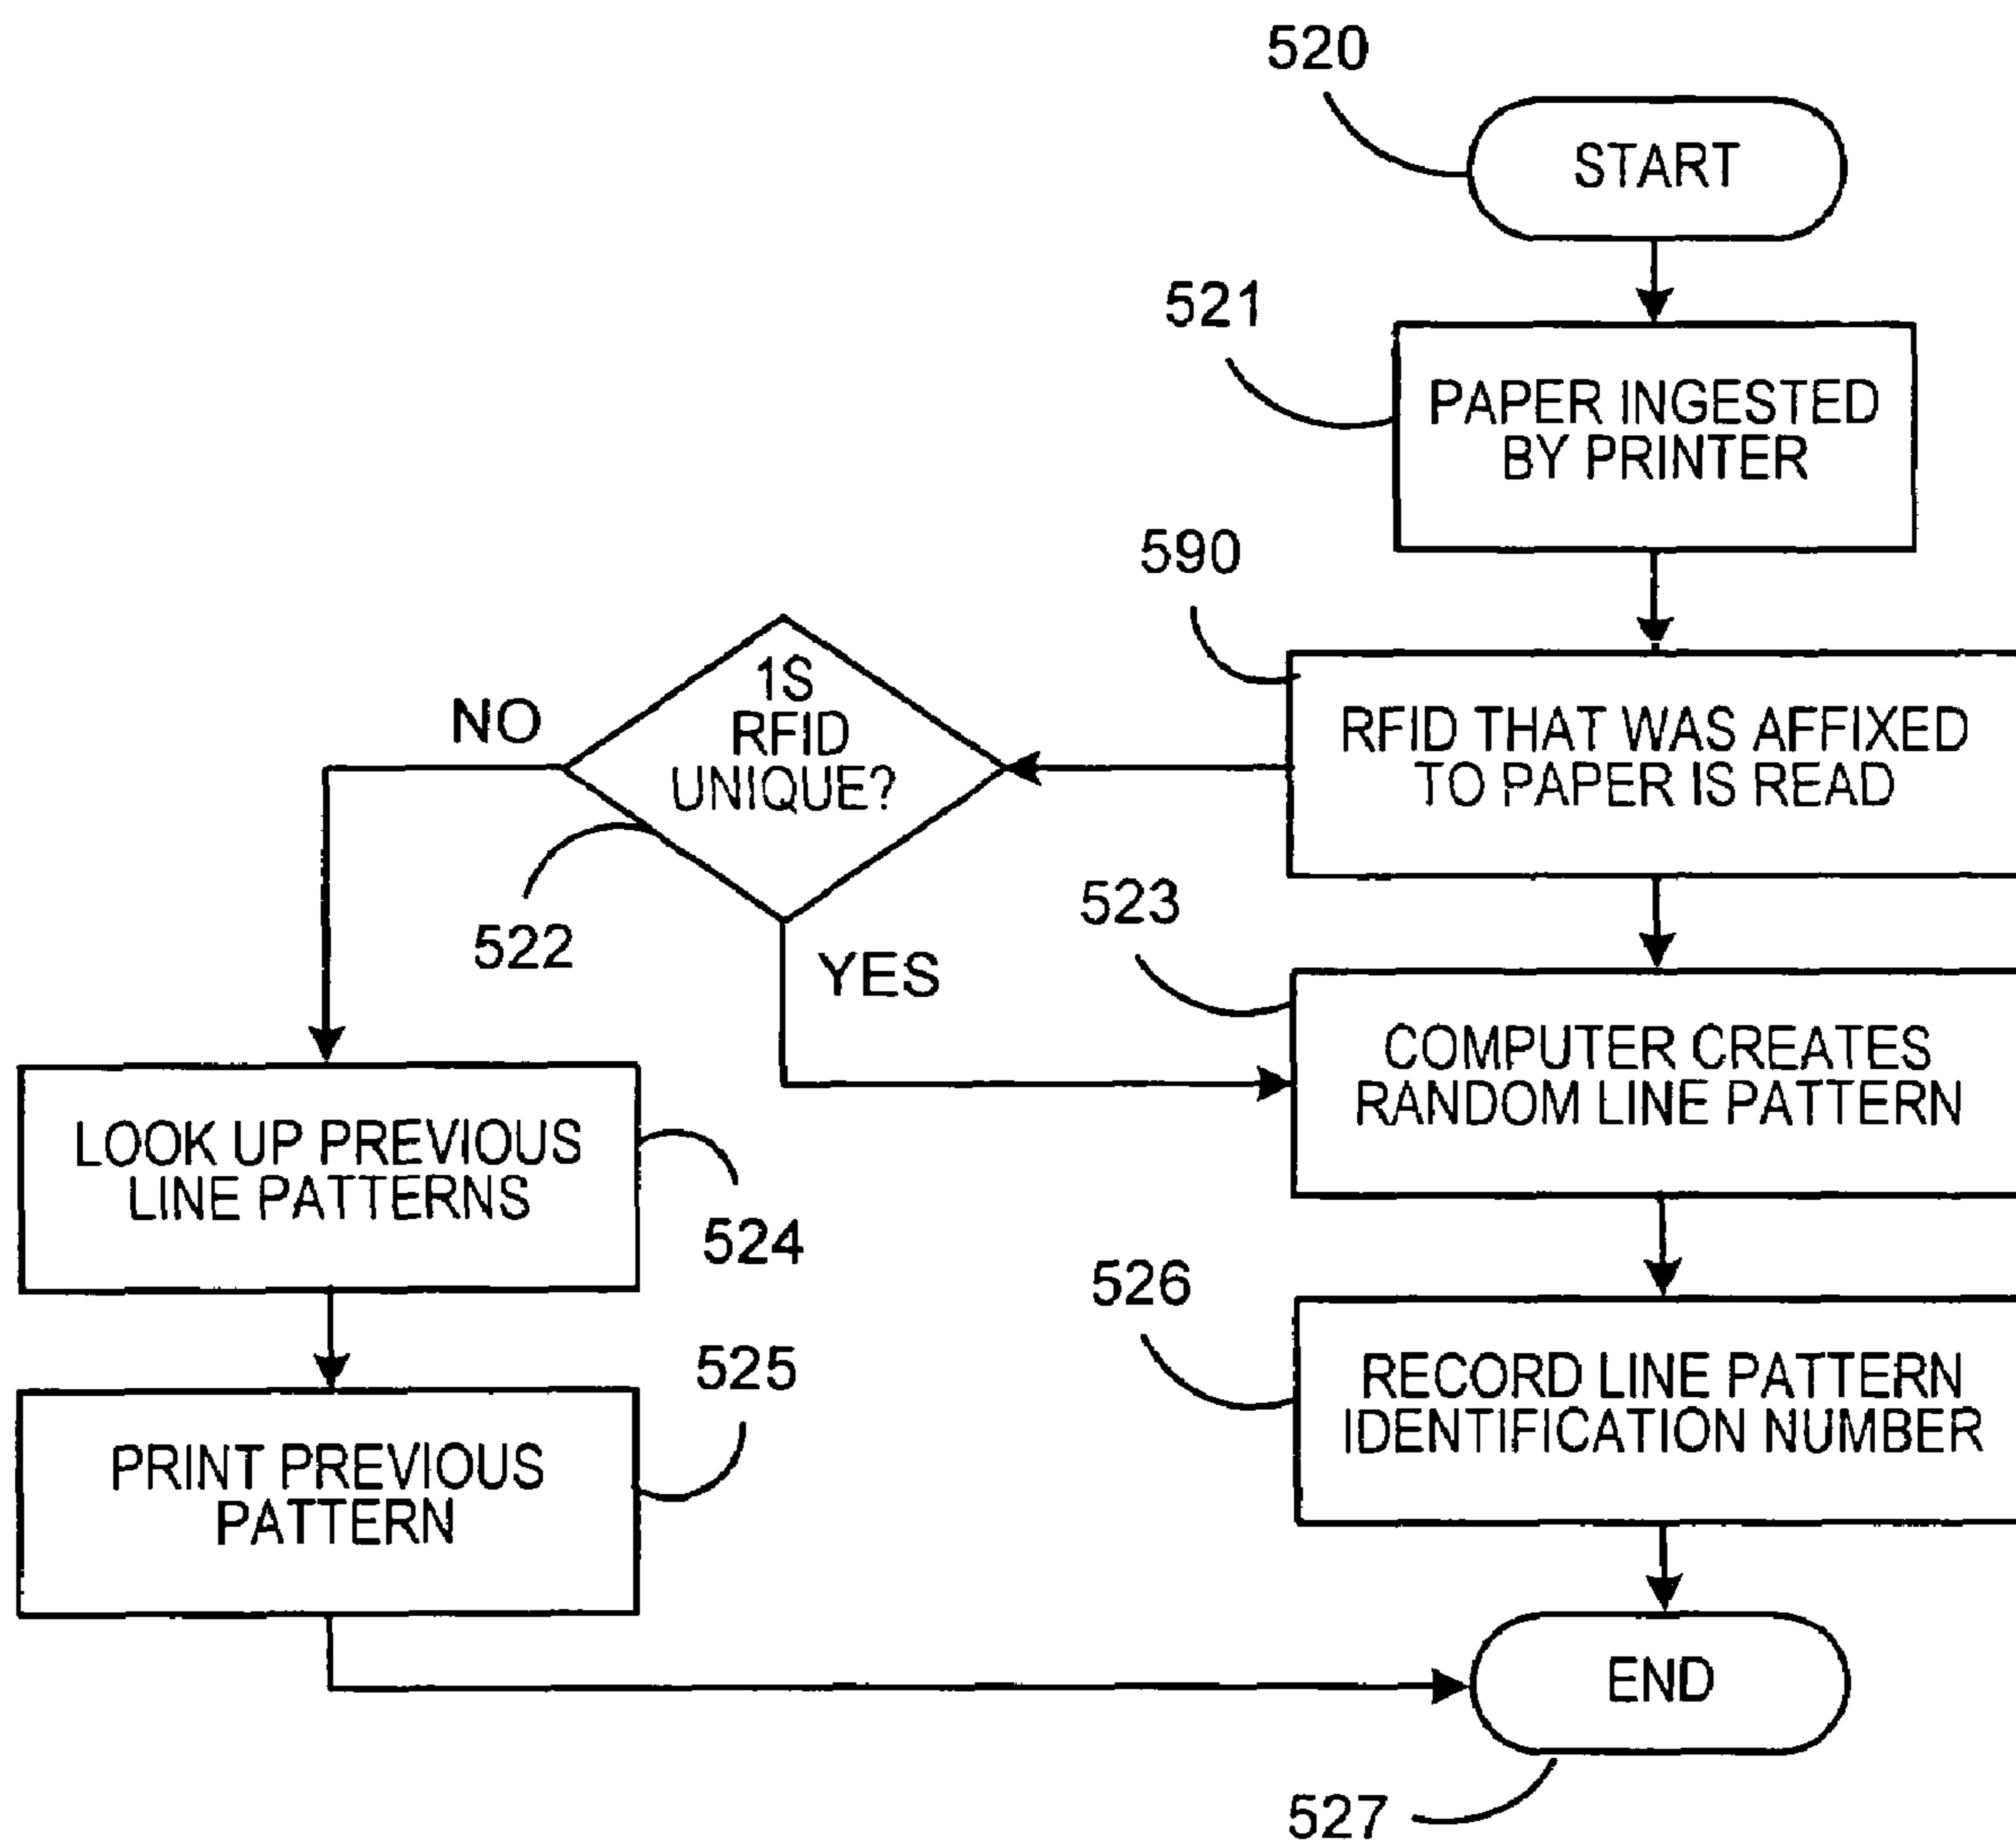 520
START
521
PAPER INGESTED
BY PRINTER
590
RFID THAT WAS AFFIXED
TO PAPER IS READ
1S
RFID
UNIQUE?
NO
522
YES
523
COMPUTER CREATES
RANDOM LINE PATTERN
LOOK UP PREVIOUS
LINE PATTERNS
524
526
RECORD LINE PATTERN
IDENTIFICATION NUMBER
525
PRINT PREVIOUS
PATTERN
END
527